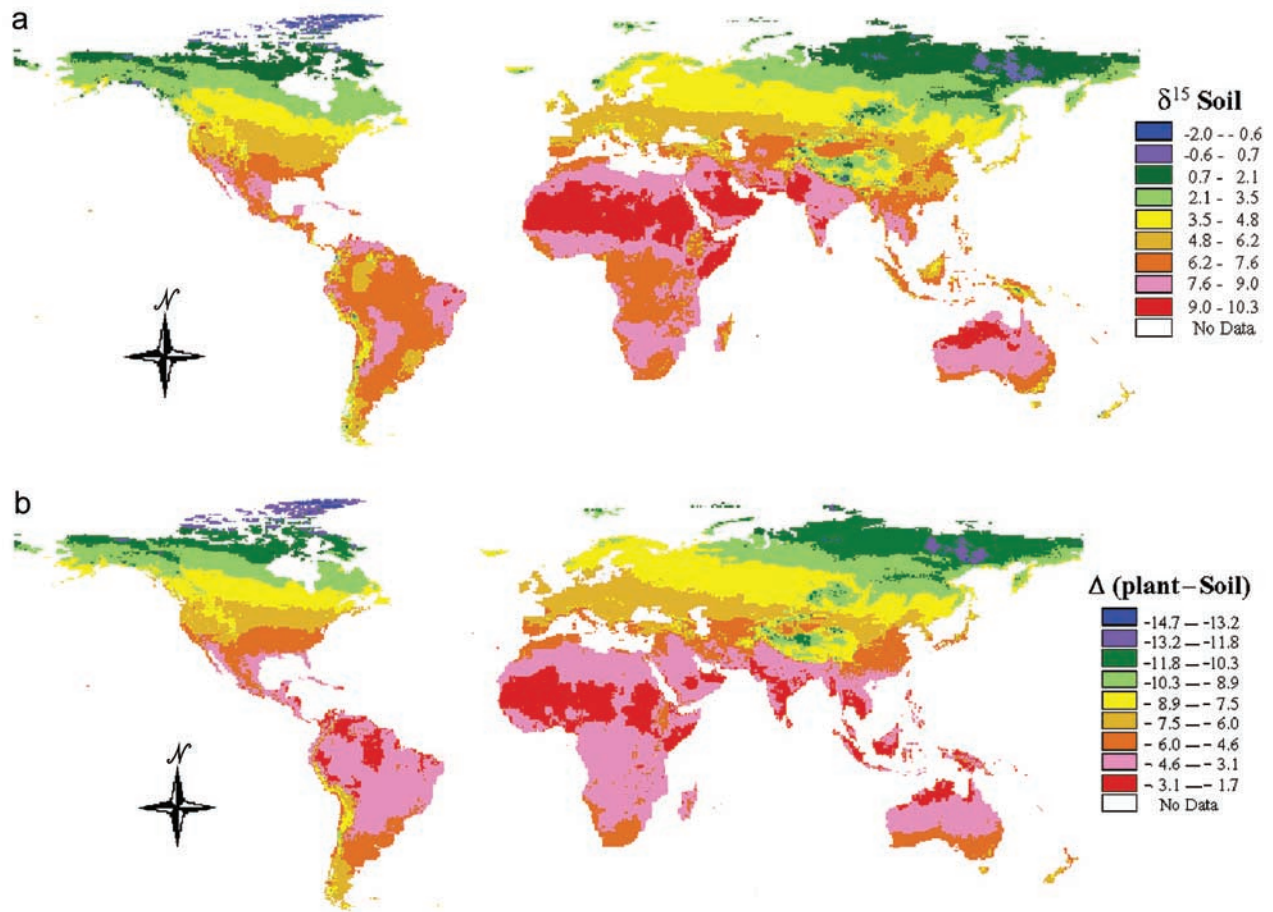 a
N
δ15 Soil
-2.0 - - 0.6
-0.6 - 0.7
0.7 - 2.1
2.1 - 3.5
3.5 - 4.8
4.8 - 6.2
6.2 - 7.6
7.6 - 9.0
9.0 - 10.3
No Data
b
N
Δ (plant–Soil)
-14.7 — -13.2
-13.2 — -11.8
-11.8 — -10.3
-10.3 — -8.9
- 8.9 — - 7.5
- 7.5 — - 6.0
- 6.0 — - 4.6
- 4.6 — - 3.1
- 3.1 — - 1.7
No Data